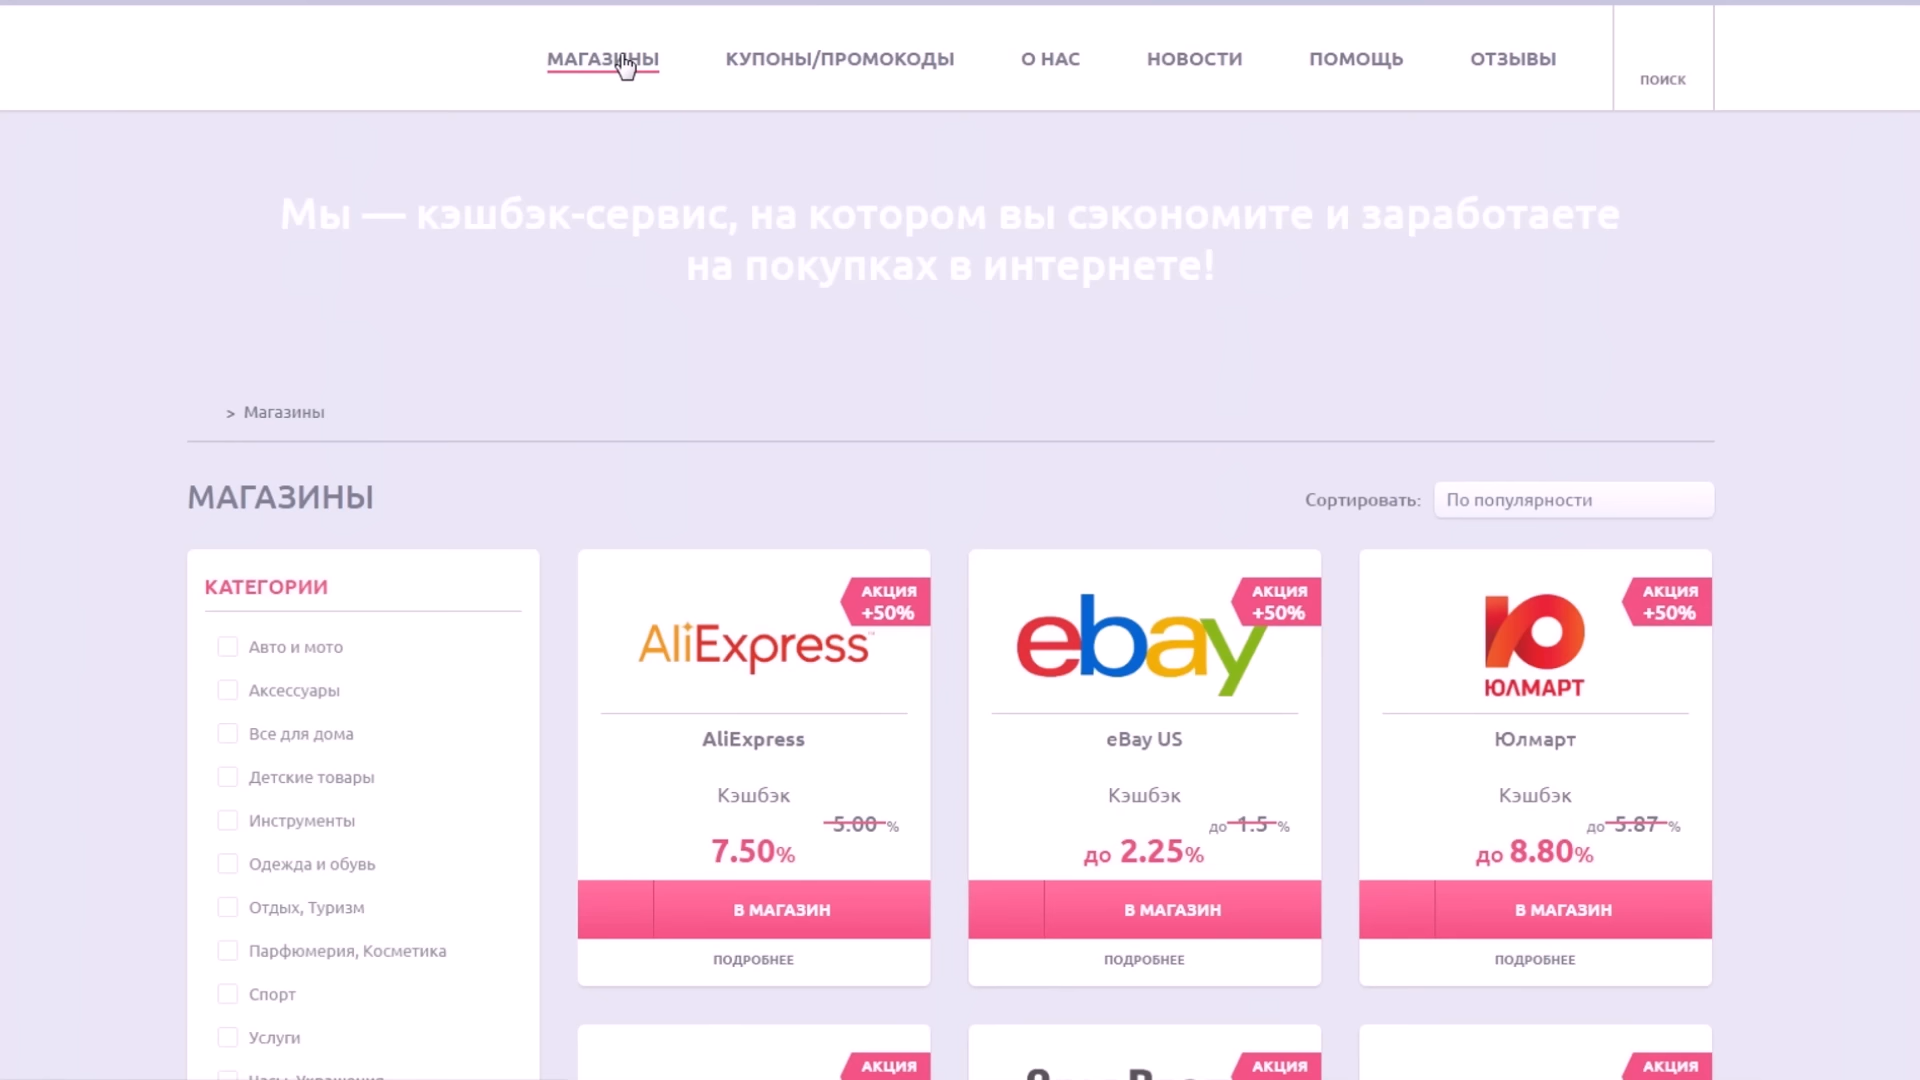 МАГАЗИНЫ КУПОНЫ/ПРОМОКОДЫ О НАС НОВОСТИ ПОМОЩЬ ОТЗЫВЫ
поиск
Мы — кэшбэк-сервис, на котором вы сэкономите и заработаете
на покупках в интернете!
> Магазины
МАГАЗИНЫ
Сортировать: По популярности
КАТЕГОРИИ
Авто и мото
Аксессуары
Все для дома
Детские товары
Инструменты
Одежда и обувь
Отдых, Туризм
Парфюмерия, Косметика
Спорт
Услуги
АКЦИЯ
+50%
AliExpress
AliExpress
Кэшбэк
5.00 %
7.50%
В МАГАЗИН
ПОДРОБНЕЕ
АКЦИЯ
+50%
ebay
eBay US
Кэшбэк
до 1.5 %
до 2.25%
В МАГАЗИН
ПОДРОБНЕЕ
АКЦИЯ
+50%
Ю
ЮЛМАРТ
Юлмарт
Кэшбэк
до 5.87 %
до 8.80%
В МАГАЗИН
ПОДРОБНЕЕ
АКЦИЯ
АКЦИЯ
АКЦИЯ